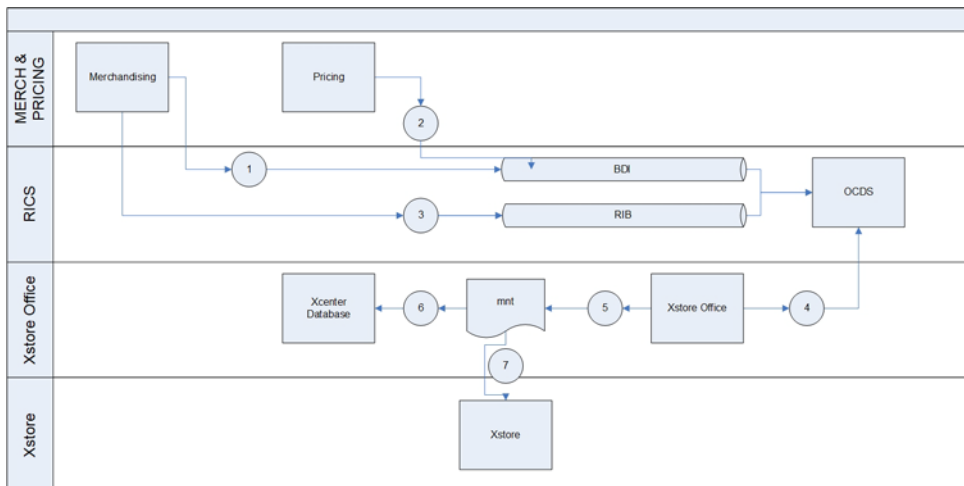 MERCH &
PRICING
Merchandising
Pricing
2
RICS
1
BDI
3
RIB
OCDS
Xstore Office
Xcenter
Database
6
mnt
5
Xstore Office
4
7
Xstore
Xstore